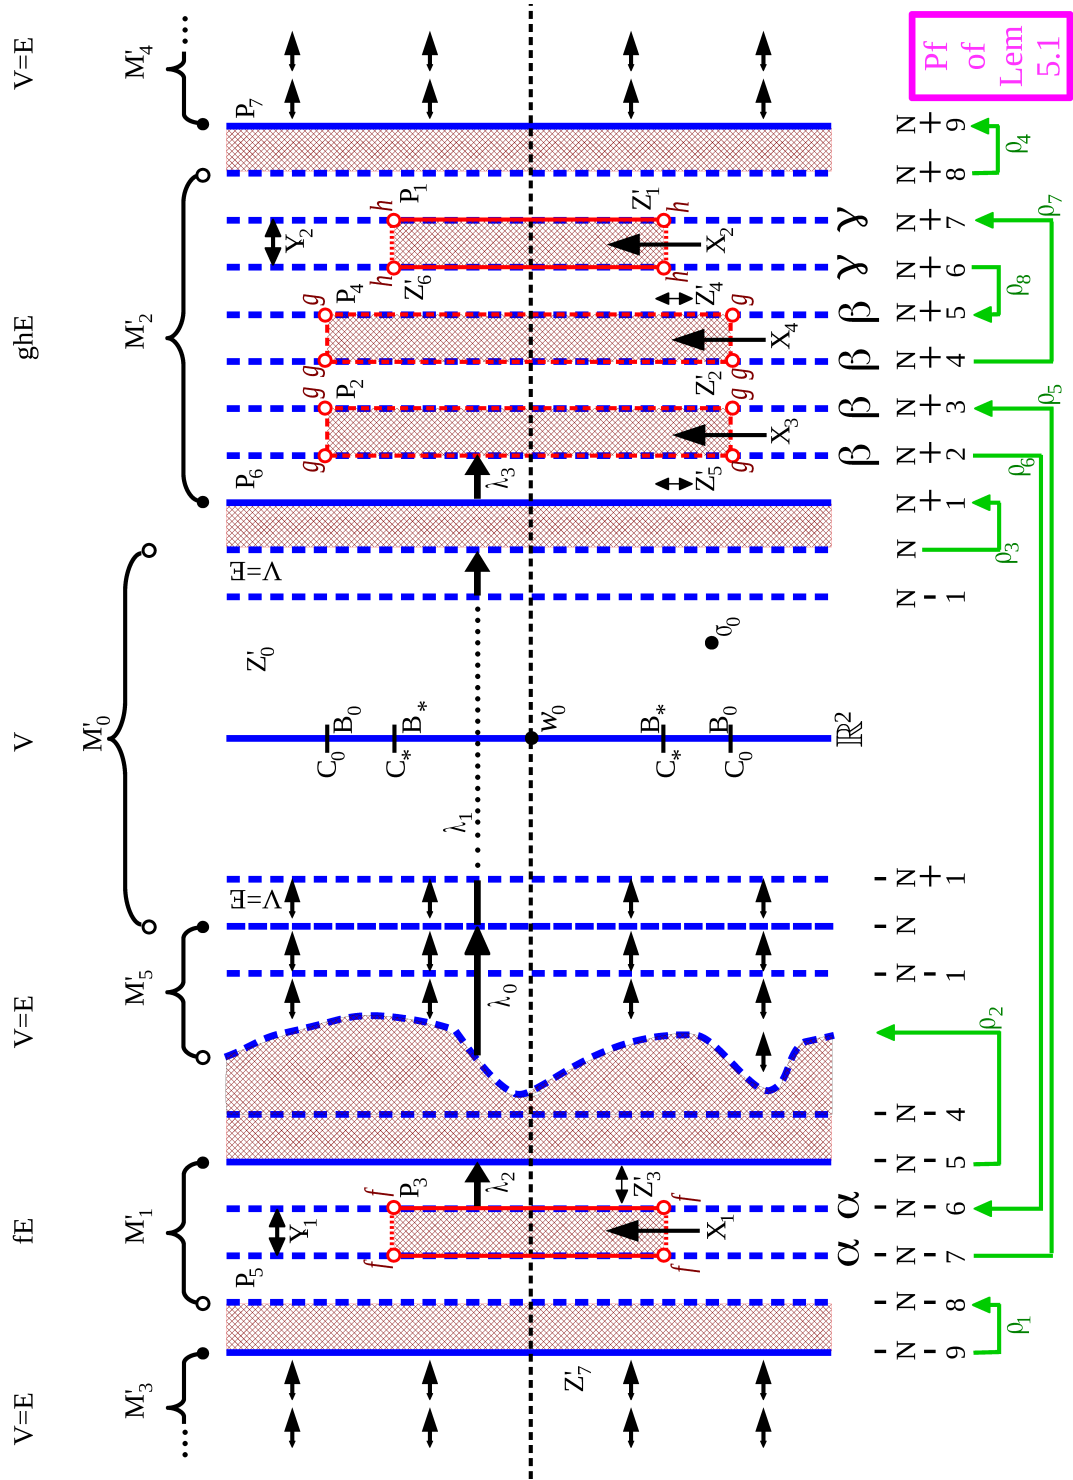 V=E fE V=E V ghE V=E
M'₀
M'₃ M'₁ M'₅ M'₂ M'₄
P₅ V=E Z'₀ V=E P₆ P₇
Y₁ Y₂
C₀ B₀ g g g g
P₂ P₄
f f C* B* h h
P₃ P₁
Z'₆
λ₁
λ₂ λ₀ λ₃
w₀
Z'₇
Z'₃ Z'₁
f f C* B* h h
Z'₅ Z'₂ Z'₄
X₁ X₂
C₀ B₀ σ₀ g g g g
X₃ X₄
α α ℝ² β β β β γ γ
-N-9 -N-8 -N-7 -N-6 -N-5 -N-4 -N-1 -N -N+1 N-1 N N+1 N+2 N+3 N+4 N+5 N+6 N+7 N+8 N+9
ρ₁ ρ₂ ρ₃ ρ₆ ρ₅ ρ₈ ρ₇ ρ₄
Pf
of
Lem
5.1